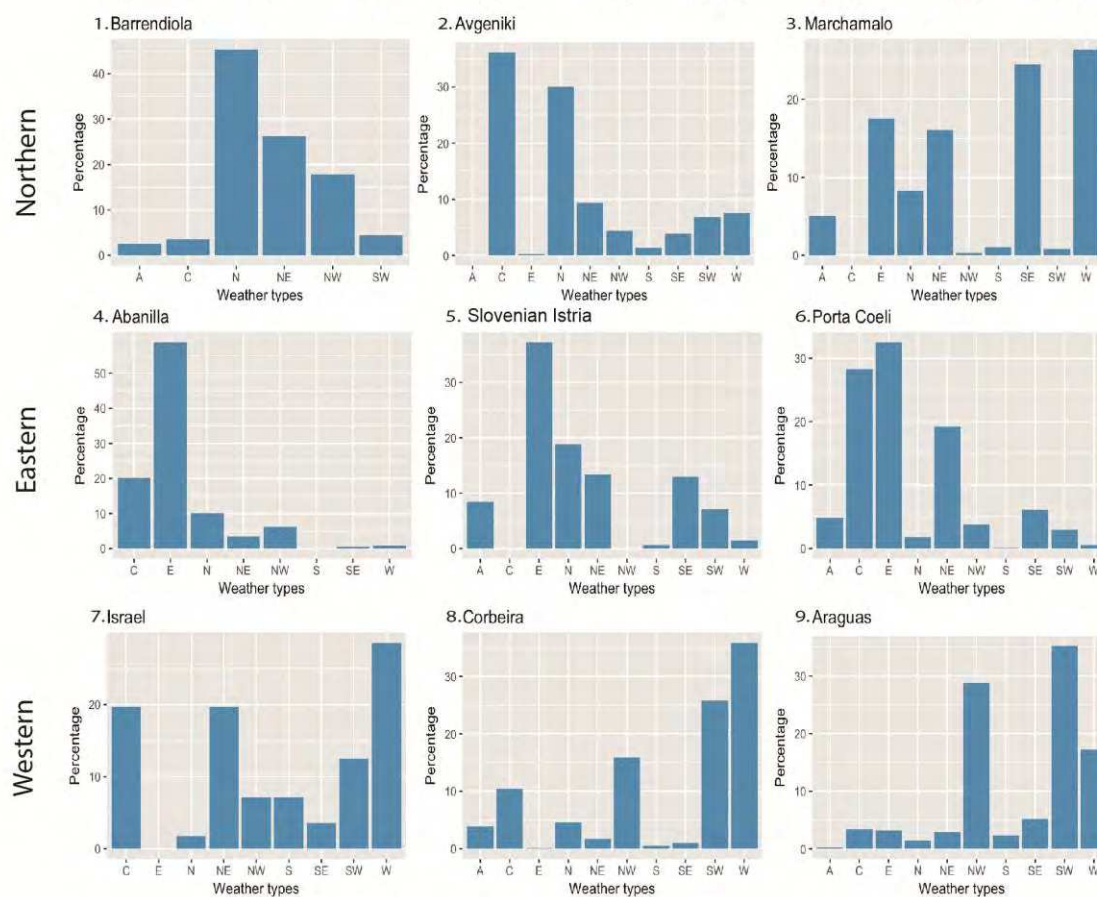 1. Barrendiola
2. Avgeniki
3. Marchamalo
Northern
Percentage
40
30
20
10
0
A C N NE NW SW
Weather types
Percentage
30
20
10
0
A C E N NE NW S SE SW W
Weather types
Percentage
20
10
0
A C E N NE NW S SE SW W
Weather types
4. Abanilla
5. Slovenian Istria
6. Porta Coeli
Eastern
Percentage
50
40
30
20
10
0
C E N NE NW S SE W
Weather types
Percentage
30
20
10
0
A C E N NE NW S SE SW W
Weather types
Percentage
30
20
10
0
A C E N NE NW S SE SW W
Weather types
7. Israel
8. Corbeira
9. Araguas
Western
Percentage
20
10
0
C E N NE NW S SE SW W
Weather types
Percentage
30
20
10
0
A C E N NE NW S SE SW W
Weather types
Percentage
30
20
10
0
A C E N NE NW S SE SW W
Weather types